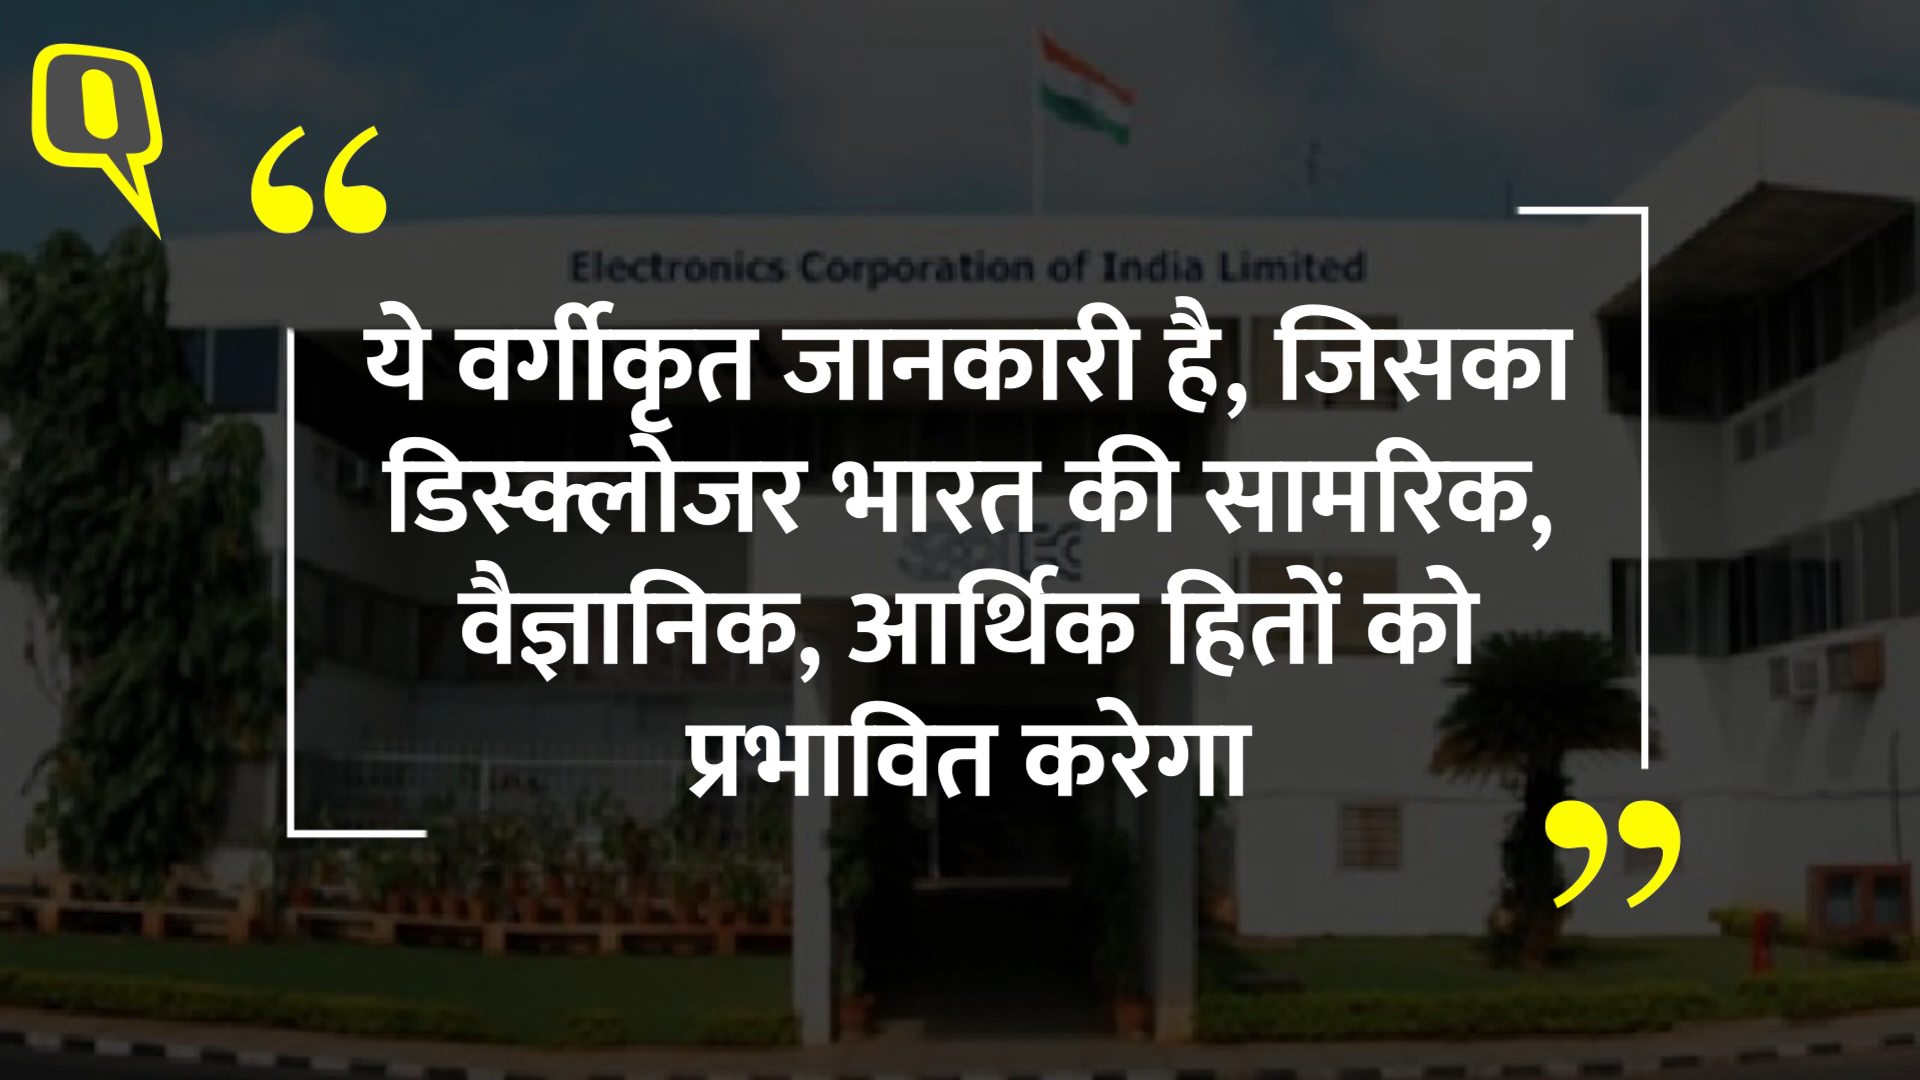 Electronics Corporation of India Limited
ये वर्गीकृत जानकारी है, जिसका
डिस्क्लोजर भारत की सामरिक,
वैज्ञानिक, आर्थिक हितों को
प्रभावित करेगा